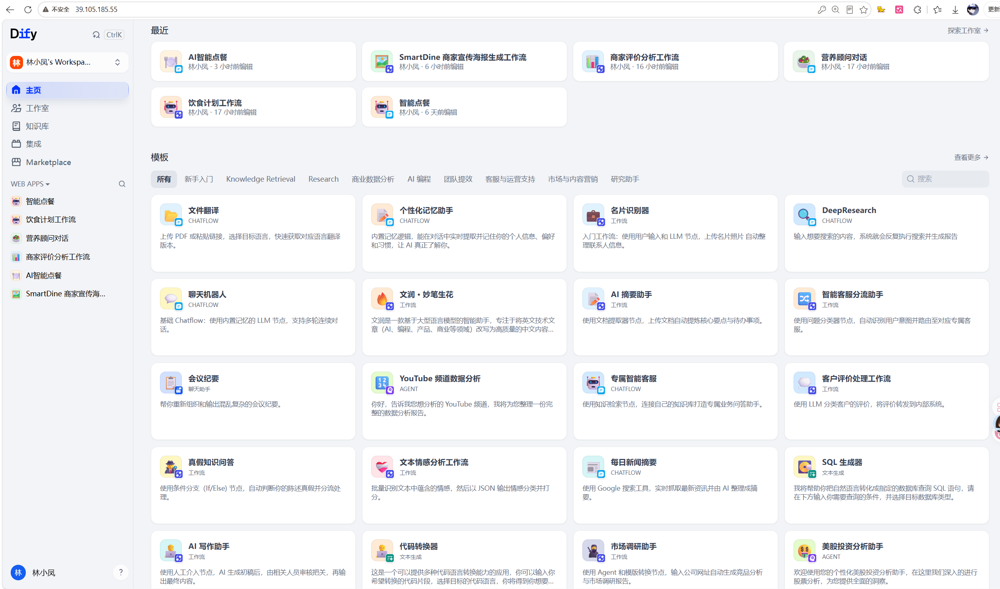 不安全 39.105.185.55
更新
Dify
CtrlK
林 林小凤's Workspa...
主页
工作室
知识库
集成
Marketplace
WEB APPS
智能点餐
饮食计划工作流
营养顾问对话
商家评价分析工作流
AI智能点餐
SmartDine 商家宣传海...
林 林小凤
?
最近
探索工作室 →
AI智能点餐
林小凤 · 3 小时前编辑
SmartDine 商家宣传海报生成工作流
林小凤 · 6 小时前编辑
商家评价分析工作流
林小凤 · 16 小时前编辑
营养顾问对话
林小凤 · 17 小时前编辑
饮食计划工作流
林小凤 · 17 小时前编辑
智能点餐
林小凤 · 6 天前编辑
模板
查看更多 →
所有 新手入门 Knowledge Retrieval Research 商业数据分析 AI 编程 团队提效 客服与运营支持 市场与内容营销 研究助手
搜索
文件翻译
CHATFLOW
上传 PDF 或粘贴链接，选择目标语言，快速获取对应语言翻译
版本。
个性化记忆助手
CHATFLOW
内置记忆逻辑，能在对话中实时提取并记住你的个人信息、偏好
和习惯，让 AI 真正了解你。
名片识别器
工作流
入门工作流：使用用户输入和 LLM 节点，上传名片照片 自动整
理联系人信息。
DeepResearch
CHATFLOW
输入想要搜索的内容，系统就会反复执行搜索并生成报告
聊天机器人
CHATFLOW
基础 Chatflow：使用内置记忆的 LLM 节点，支持多轮连续对
话。
文润·妙笔生花
工作流
文润是一款基于大型语言模型的智能助手，专注于将英文技术文
章（AI、编程、产品、商业等领域）改写为高质量的中文内容...
AI 摘要助手
工作流
使用文档提取器节点，上传文档自动提炼核心要点与待办事项。
智能客服分流助手
工作流
使用问题分类器节点，自动识别用户意图并路由至对应专属客
服。
会议纪要
聊天助手
帮你重新组织和输出混乱复杂的会议纪要。
1 2
3 4
YouTube 频道数据分析
AGENT
你好，告诉我您想分析的 YouTube 频道，我将为您整理一份完
整的数据分析报告。
专属智能客服
CHATFLOW
使用知识检索节点，连接自己的知识库打造专属业务问答助手。
客户评价处理工作流
工作流
使用 LLM 分类客户的评价，将评价转发到内部系统。
真假知识问答
工作流
使用条件分支（If/Else) 节点，自动判断你的陈述真假并分流处
理。
文本情感分析工作流
工作流
批量识别文本中蕴含的情感，然后以 JSON 输出情感分类并打
分。
每日新闻摘要
CHATFLOW
使用 Google 搜索工具，实时抓取最新资讯并由 AI 整理成摘
要。
SQL 生成器
文本生成
我将帮助你把自然语言转化成指定的数据库查询 SQL 语句，请
在下方输入你需要查询的条件，并选择目标数据库类型。
AI 写作助手
工作流
使用人工介入节点，AI 生成初稿后，由相关人员审核把关，再输
出最终内容。
代码转换器
文本生成
这是一个可以提供多种代码语言转换能力的应用，你可以输入你
希望转换的代码片段，选择目标的代码语言，你将得到你想要...
市场调研助手
工作流
使用 Agent 和模版转换节点，输入公司网址自动生成竞品分析
与市场调研报告。
美股投资分析助手
AGENT
欢迎使用您的个性化美股投资分析助手，在这里我们深入的进行
股票分析，为您提供全面的洞察。